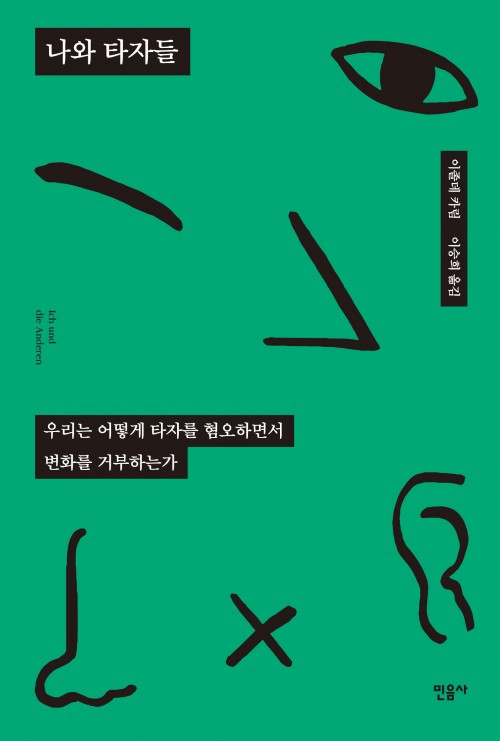 나와 타자들
이졸데 카림 이승희 옮김
Ich und
die Anderen
우리는 어떻게 타자를 혐오하면서
변화를 거부하는가
민음사